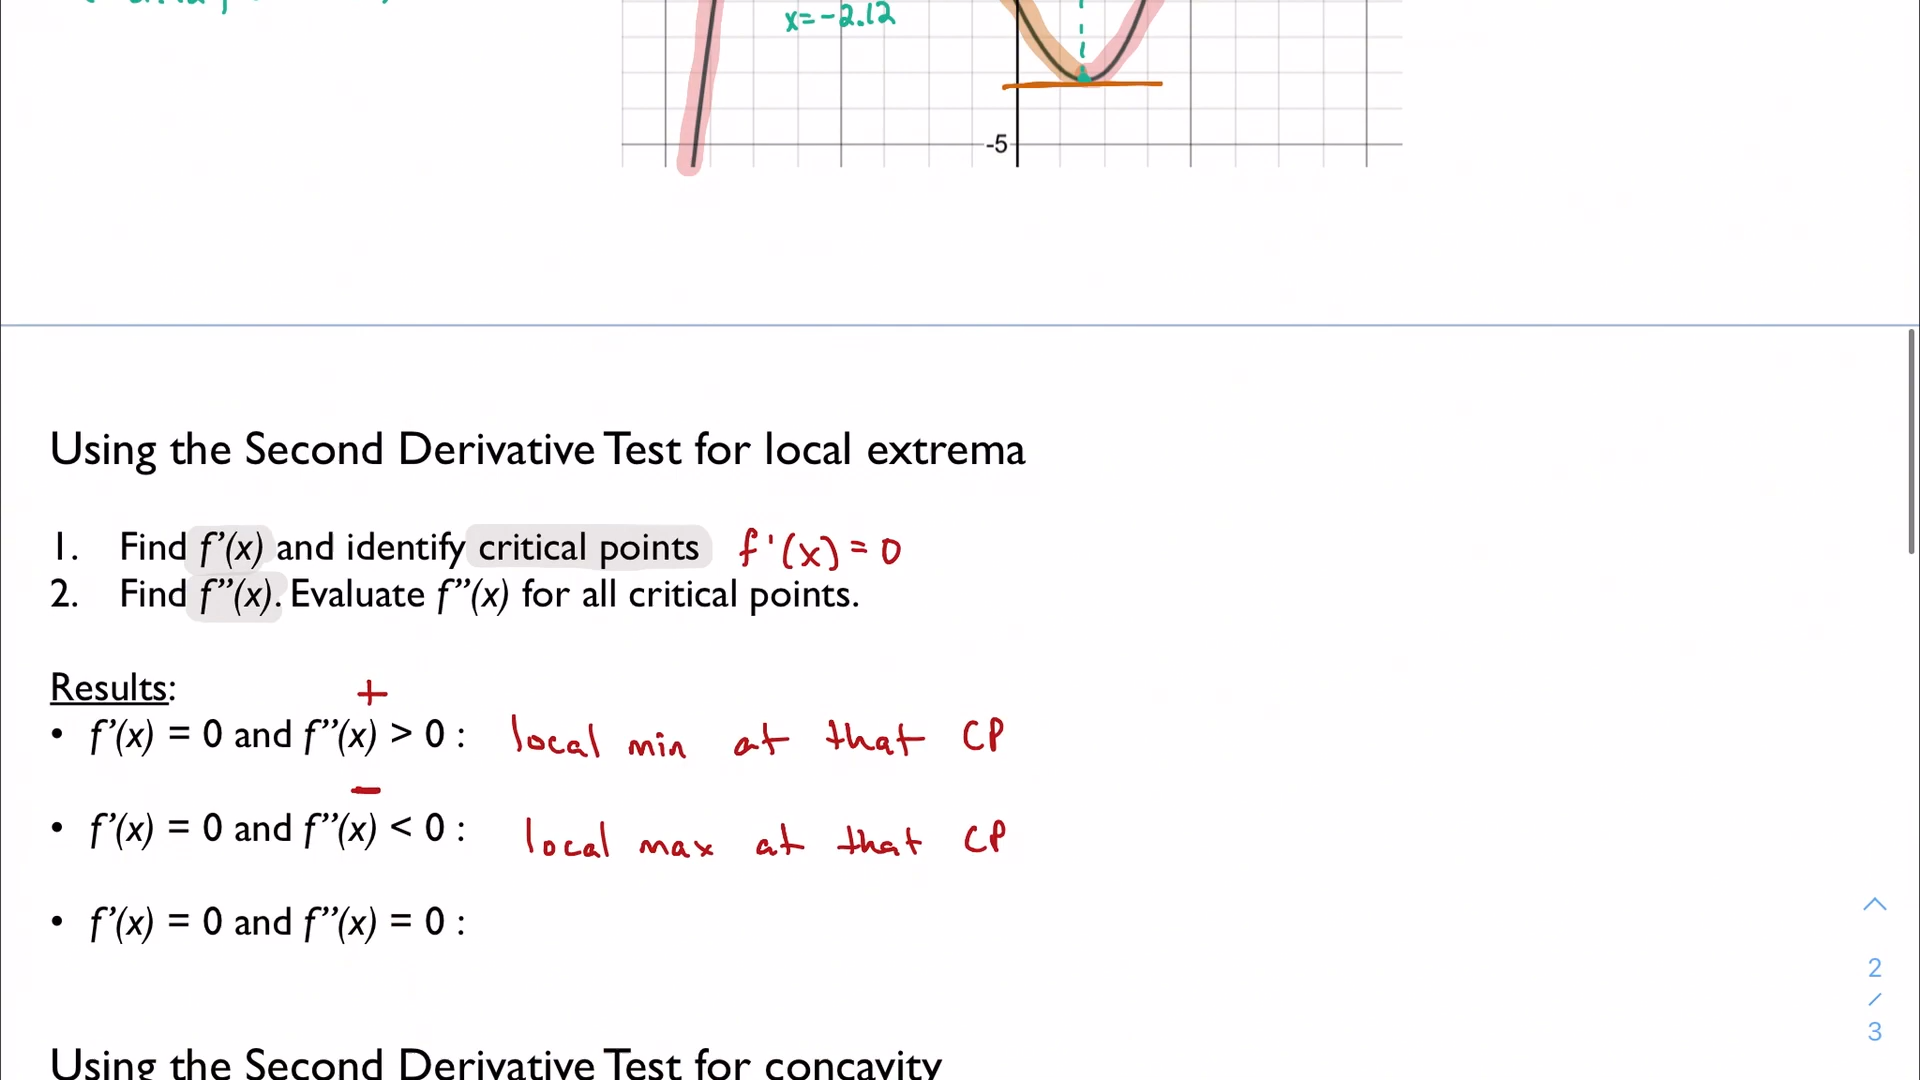 x=-2.12
-5
Using the Second Derivative Test for local extrema
1. Find f’(x) and identify critical points f'(x) = 0
2. Find f’’(x). Evaluate f’’(x) for all critical points.
Results:
+
• f’(x) = 0 and f’’(x) > 0 : local min at that CP
-
• f’(x) = 0 and f’’(x) < 0 : local max at that CP
• f’(x) = 0 and f’’(x) = 0 :
2
/
3
Using the Second Derivative Test for concavity